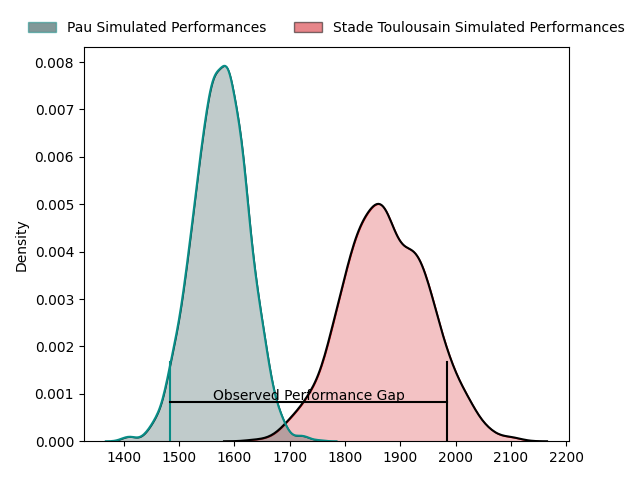 Pau Simulated Performances
Stade Toulousain Simulated Performances
0.008
0.007
0.006
0.005
0.004
0.003
0.002
0.001
0.000
Density
Observed Performance Gap
1400 1500 1600 1700 1800 1900 2000 2100 2200